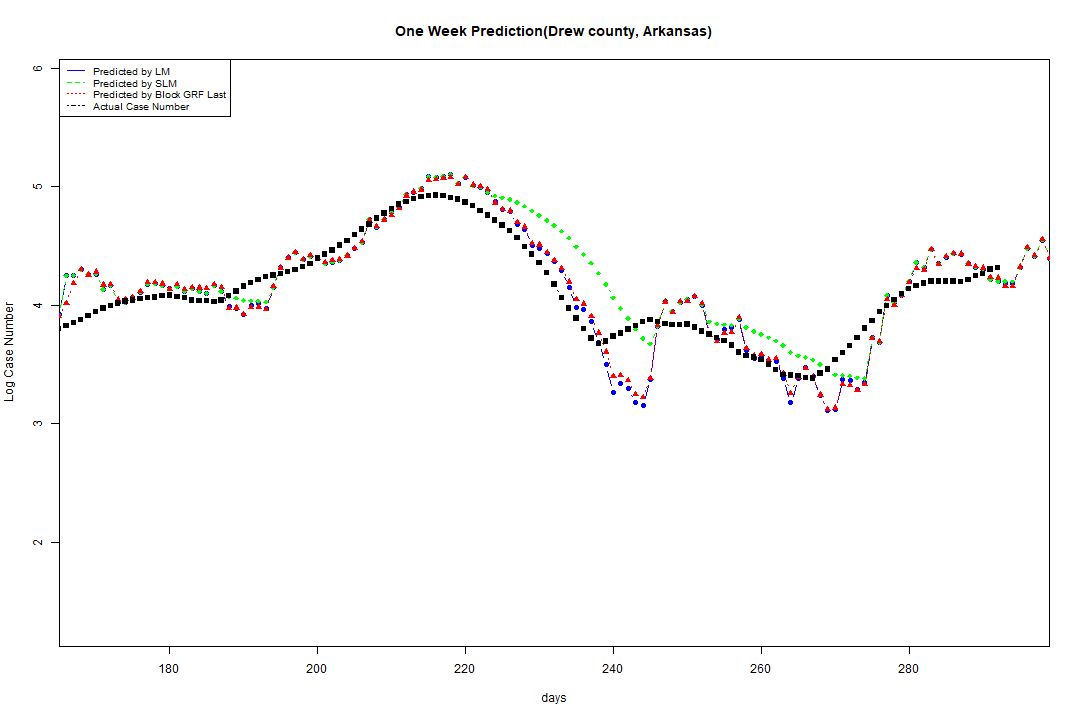 One Week Prediction(Drew county, Arkansas)
Predicted by LM
Predicted by SLM
Predicted by Block GRF Last
Actual Case Number
6
5
4
3
2
Log Case Number
180 200 220 240 260 280
days